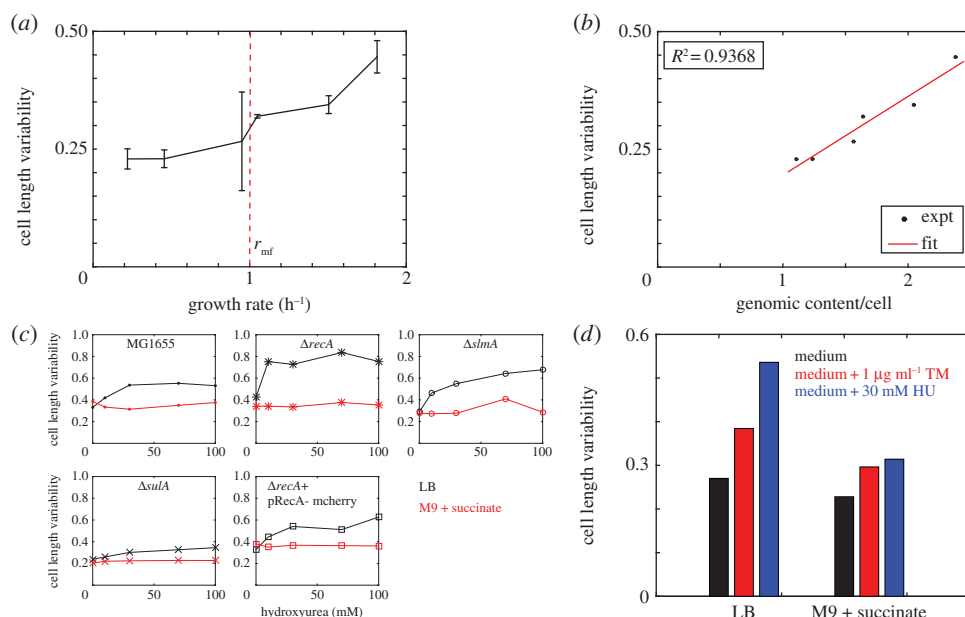 (a)
0.50
0.25
0
1
2
cell length variability
growth rate (h⁻¹)
r_mf
(b)
0.50
0.25
0
1
2
cell length variability
genomic content/cell
R² = 0.9368
expt
fit
(c)
MG1655
1.0
0.8
0.6
0.4
0.2
0
50
100
cell length variability
ΔrecA
1.0
0.8
0.6
0.4
0.2
0
50
100
ΔslmA
1.0
0.8
0.6
0.4
0.2
0
50
100
ΔsulA
1.0
0.8
0.6
0.4
0.2
0
50
100
cell length variability
ΔrecA+
pRecA- mcherry
1.0
0.8
0.6
0.4
0.2
0
50
100
hydroxyurea (mM)
LB
M9 + succinate
(d)
0.6
0.3
0
cell length variability
medium
medium + 1 µg ml⁻¹ TM
medium + 30 mM HU
LB
M9 + succinate